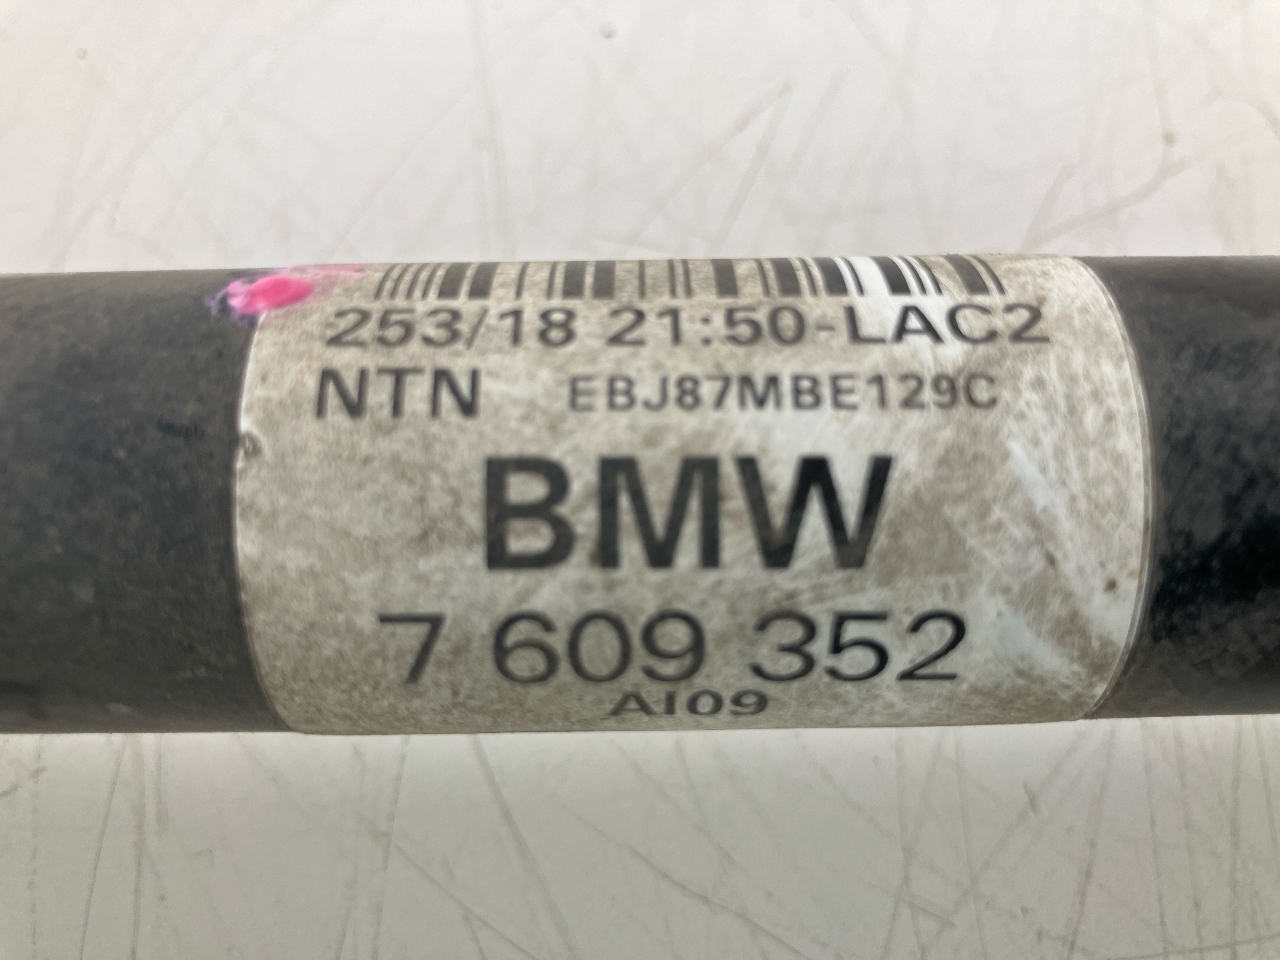 253/18 21:50-LAC2
NTN EBJ87MBE129C
BMW
7 609 352
AI09